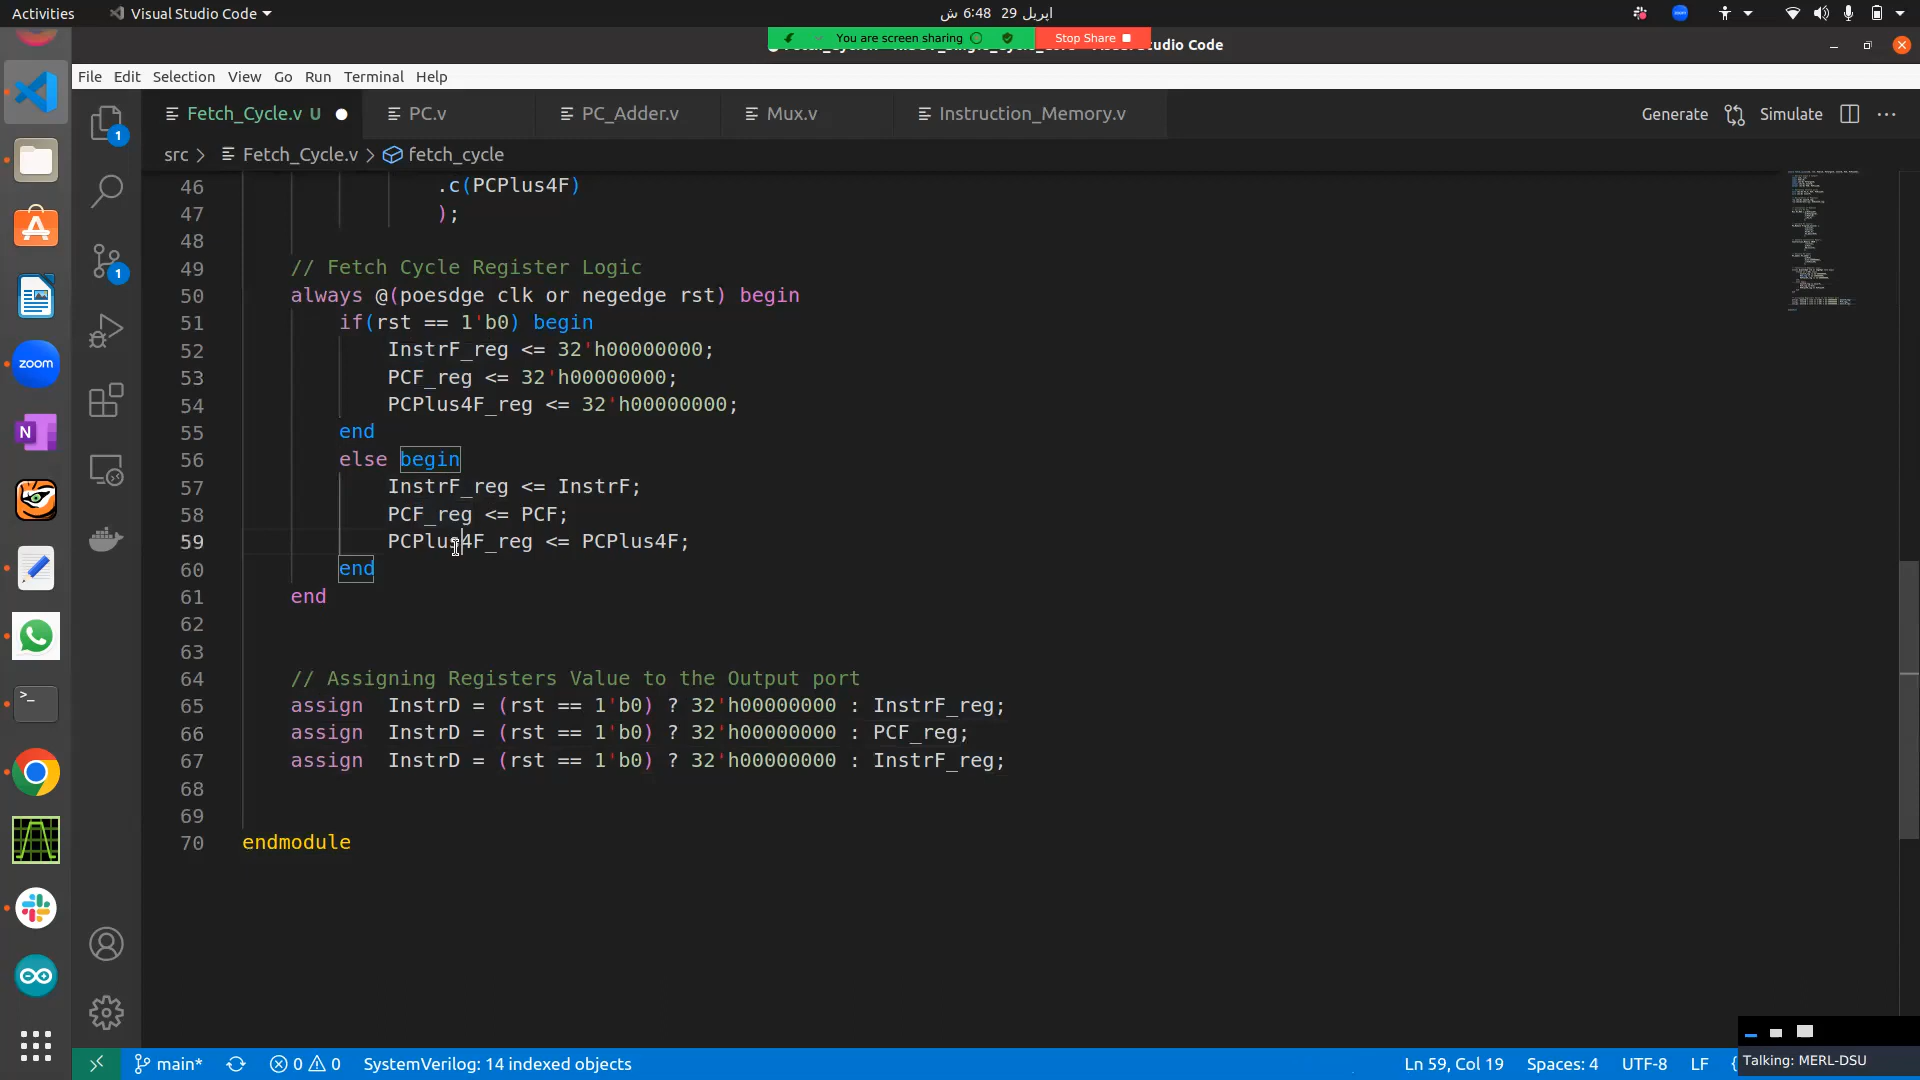 Activities
Visual Studio Code
اپریل 29 6:48 ش
You are screen sharing
Stop Share
File Edit Selection View Go Run Terminal Help
Fetch_Cycle.v U
PC.v
PC_Adder.v
Mux.v
Instruction_Memory.v
Generate
Simulate
src > Fetch_Cycle.v > fetch_cycle
46 .c(PCPlus4F)
47 );
48
49 // Fetch Cycle Register Logic
50 always @(poesdge clk or negedge rst) begin
51 if(rst == 1'b0) begin
52 InstrF_reg <= 32'h00000000;
53 PCF_reg <= 32'h00000000;
54 PCPlus4F_reg <= 32'h00000000;
55 end
56 else begin
57 InstrF_reg <= InstrF;
58 PCF_reg <= PCF;
59 PCPlus4F_reg <= PCPlus4F;
60 end
61 end
62
63
64 // Assigning Registers Value to the Output port
65 assign InstrD = (rst == 1'b0) ? 32'h00000000 : InstrF_reg;
66 assign InstrD = (rst == 1'b0) ? 32'h00000000 : PCF_reg;
67 assign InstrD = (rst == 1'b0) ? 32'h00000000 : InstrF_reg;
68
69
70 endmodule
1
1
zoom
N
main* 0 0 SystemVerilog: 14 indexed objects
Ln 59, Col 19 Spaces: 4 UTF-8 LF {
Talking: MERL-DSU